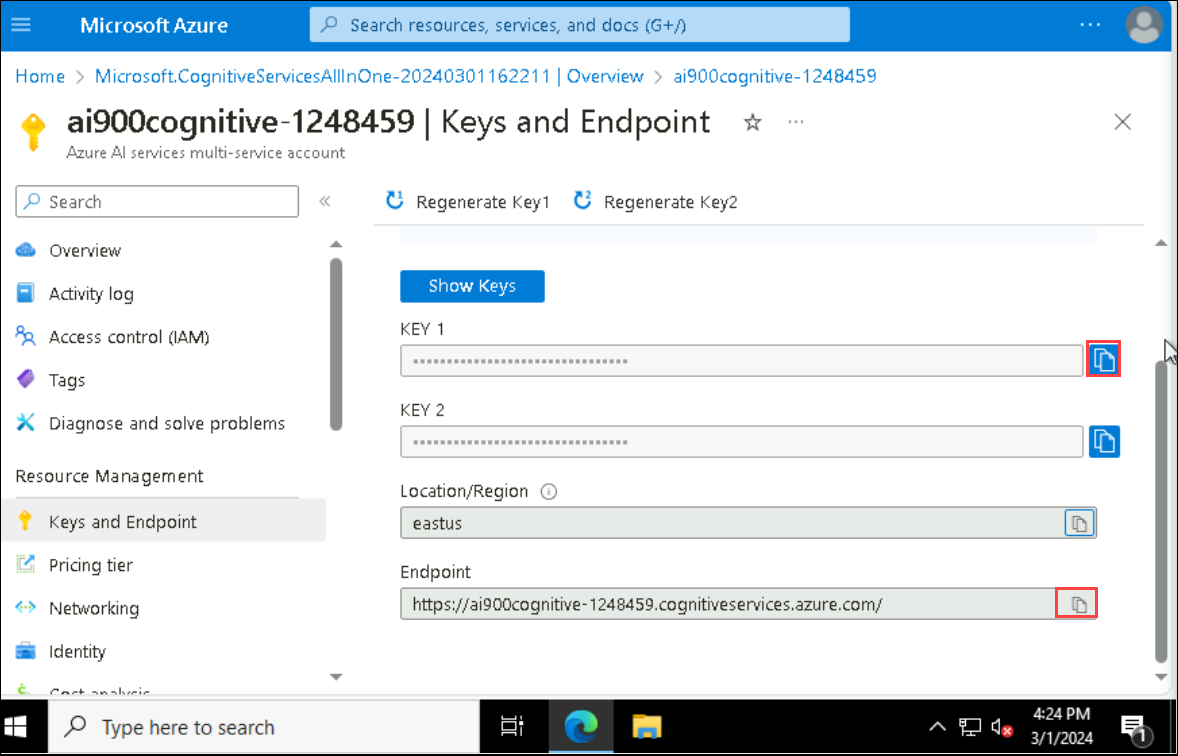 Microsoft Azure
Search resources, services, and docs (G+/)
Home > Microsoft.CognitiveServicesAllInOne-20240301162211 | Overview > ai900cognitive-1248459
ai900cognitive-1248459 | Keys and Endpoint
Azure AI services multi-service account
Search
Regenerate Key1
Regenerate Key2
Overview
Activity log
Access control (IAM)
Tags
Diagnose and solve problems
Resource Management
Keys and Endpoint
Pricing tier
Networking
Identity
Cost analysis
Show Keys
KEY 1
KEY 2
Location/Region
eastus
Endpoint
https://ai900cognitive-1248459.cognitiveservices.azure.com/
Type here to search
4:24 PM
3/1/2024
1